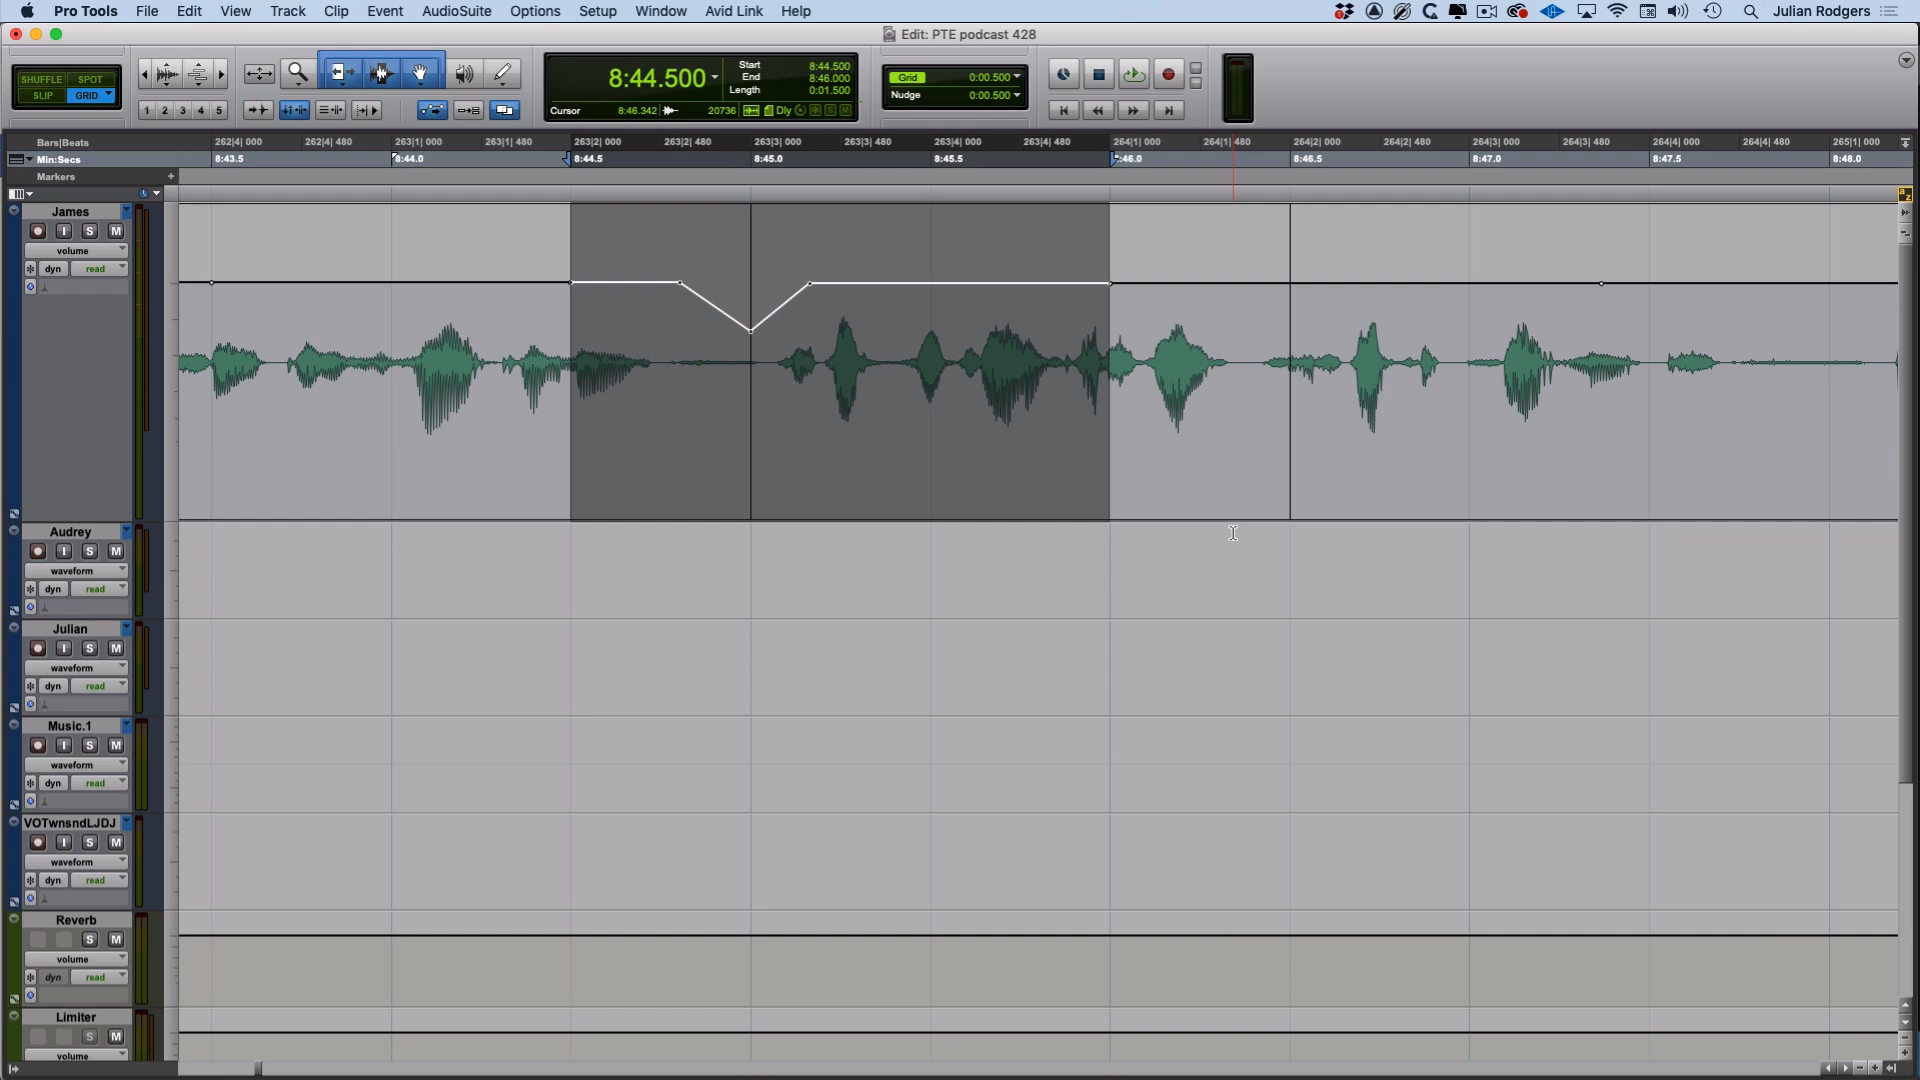 Pro Tools File Edit View Track Clip Event AudioSuite Options Setup Window Avid Link Help Julian Rodgers
Edit: PTE podcast 428
SHUFFLE SPOT
SLIP GRID
1 2 3 4 5
8:44.500
Start 8:44.500
End 8:46.000
Length 0:01.500
Cursor 8:46.342 20736 Dly
Grid 0:00.500
Nudge 0:00.500
Bars|Beats 262|4| 000 262|4| 480 263|1| 000 263|1| 480 263|2| 000 263|2| 480 263|3| 000 263|3| 480 263|4| 000 263|4| 480 264|1| 000 264|1| 480 264|2| 000 264|2| 480 264|3| 000 264|3| 480 264|4| 000 264|4| 480 265|1| 000
Min:Secs 8:43.5 8:44.0 8:44.5 8:45.0 8:45.5 :46.0 8:46.5 8:47.0 8:47.5 8:48.0
Markers +
a z
James
I S M
volume
dyn read
Audrey
I S M
waveform
dyn read
Julian
I S M
waveform
dyn read
Music.1
I S M
waveform
dyn read
VOTwnsndLJDJ
I S M
waveform
dyn read
Reverb
S M
volume
dyn read
Limiter
S M
volume